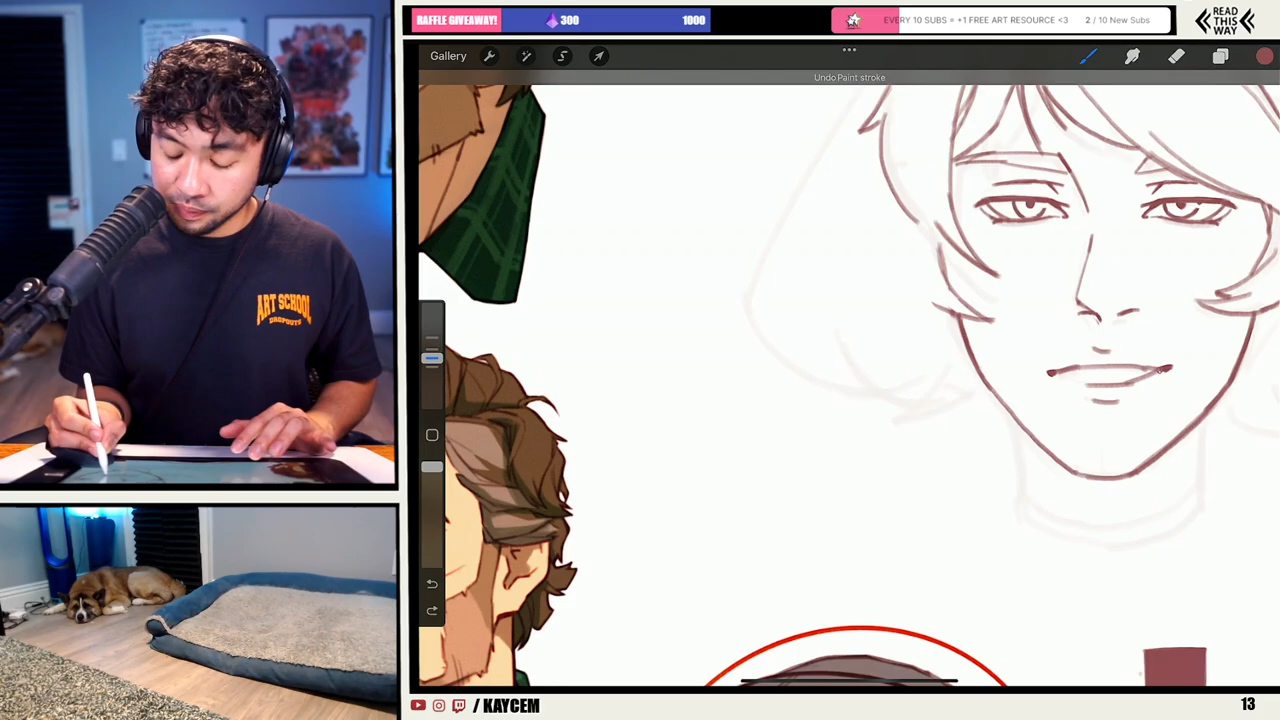 RAFFLE GIVEAWAY!
300
1000
EVERY 10 SUBS = +1 FREE ART RESOURCE <3
2 / 10 New Subs
READ
THIS
WAY
Gallery
Undo Paint stroke
ART SCHOOL
DROPOUTS
/ KAYCEM
13